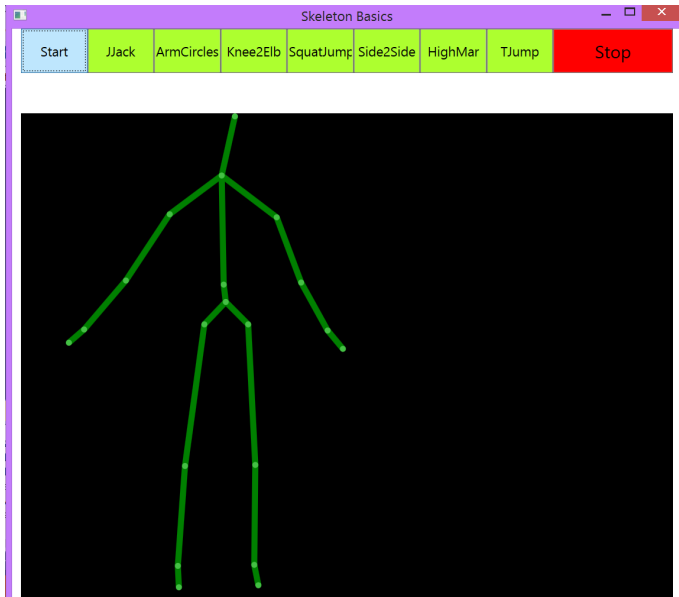 Skeleton Basics
Start JJack ArmCircles Knee2Elb SquatJump Side2Side HighMar TJump Stop